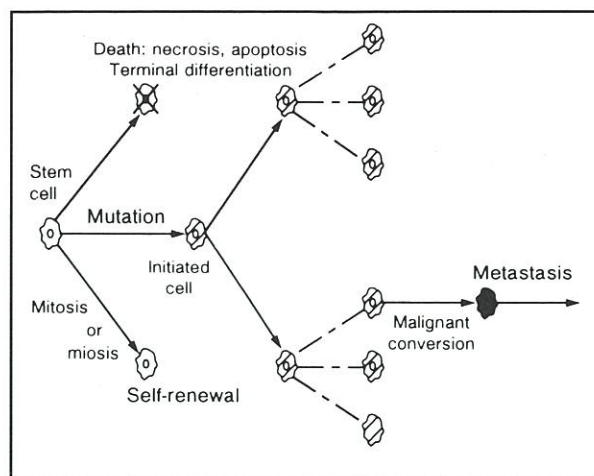 Death: necrosis, apoptosis
Terminal differentiation
Stem
cell
Mutation
Initiated
cell
Mitosis
or
miosis
Self-renewal
Metastasis
Malignant
conversion